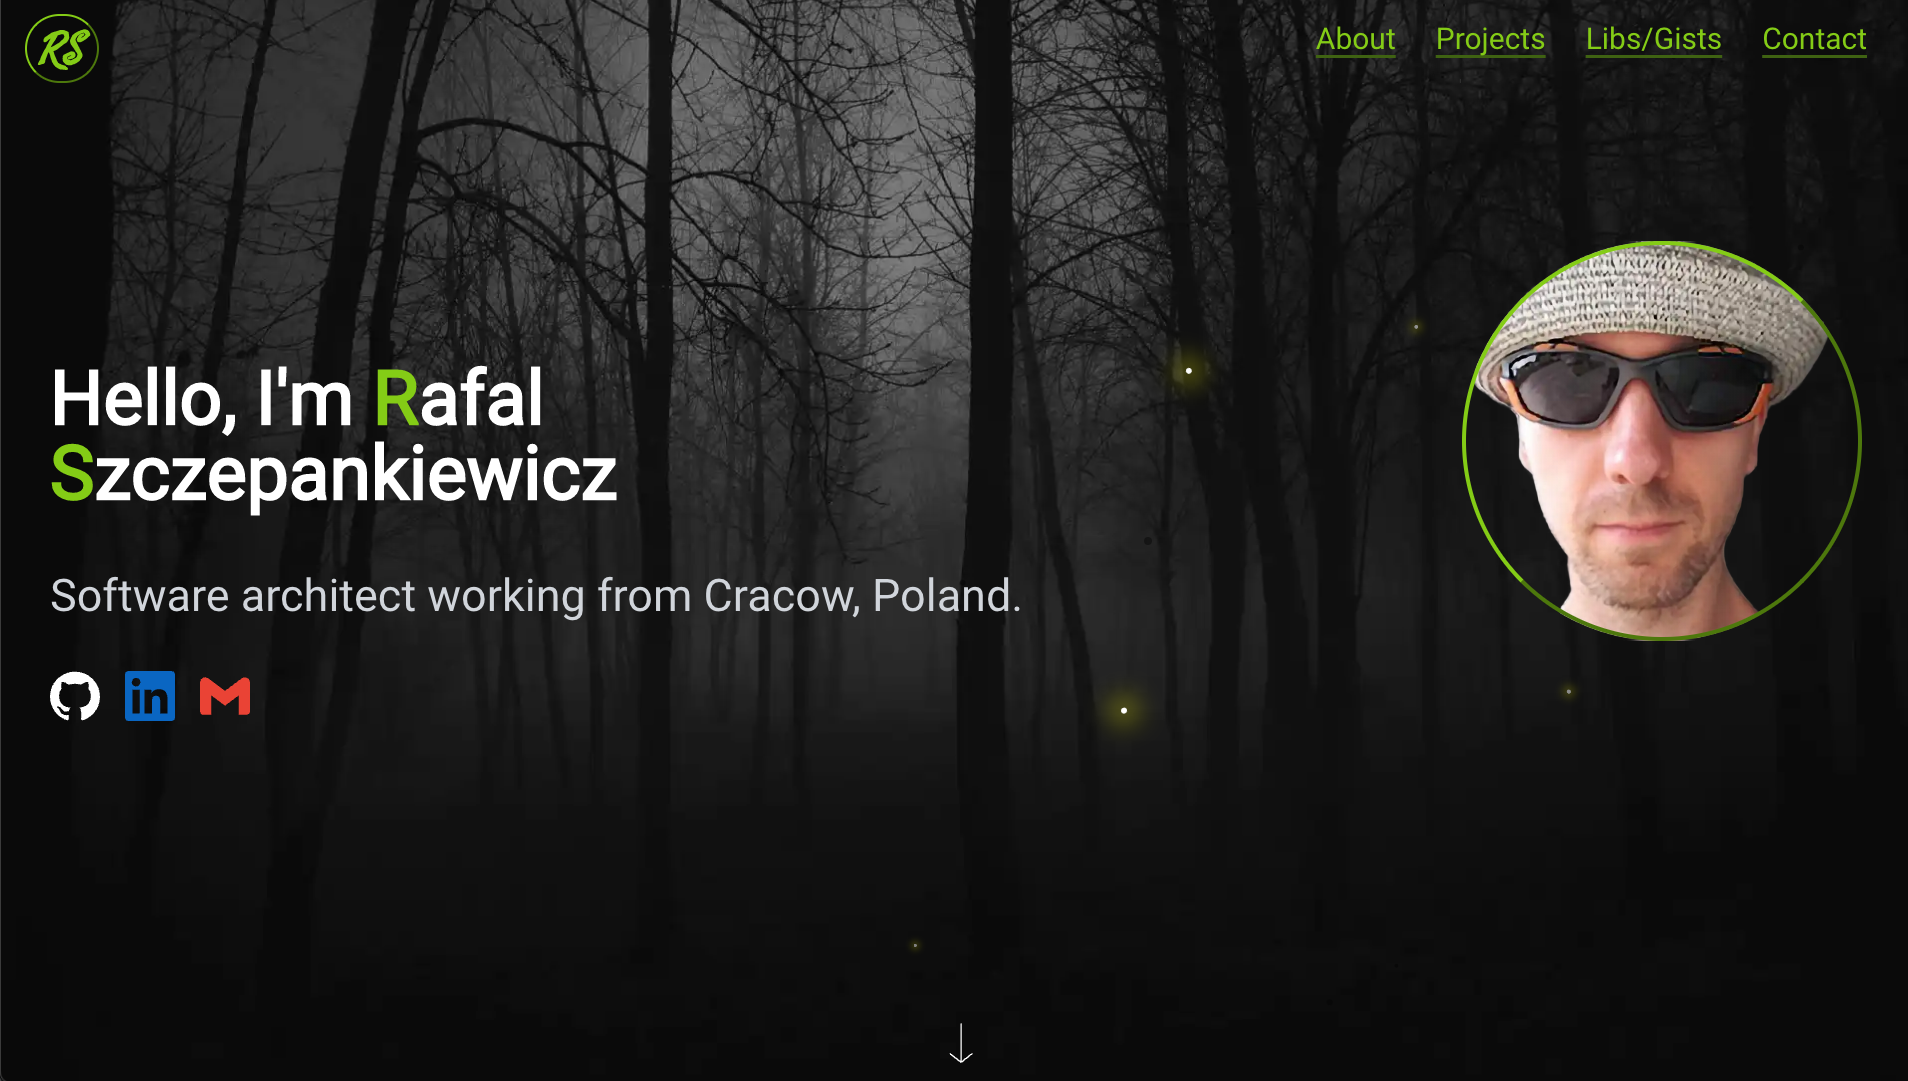 RS
About Projects Libs/Gists Contact
Hello, I'm Rafal
Szczepankiewicz
Software architect working from Cracow, Poland.
in